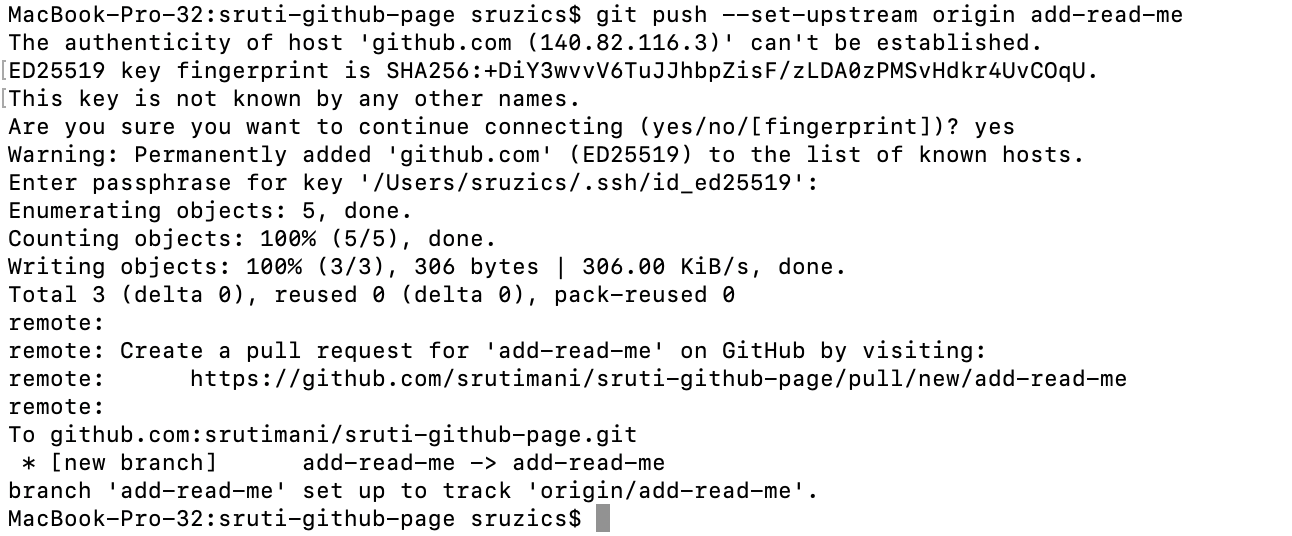 MacBook-Pro-32:sruti-github-page sruzics$ git push --set-upstream origin add-read-me
The authenticity of host 'github.com (140.82.116.3)' can't be established.
[ED25519 key fingerprint is SHA256:+DiY3wvvV6TuJJhbpZisF/zLDA0zPMSvHdkr4UvCOqU.
[This key is not known by any other names.
Are you sure you want to continue connecting (yes/no/[fingerprint])? yes
Warning: Permanently added 'github.com' (ED25519) to the list of known hosts.
Enter passphrase for key '/Users/sruzics/.ssh/id_ed25519':
Enumerating objects: 5, done.
Counting objects: 100% (5/5), done.
Writing objects: 100% (3/3), 306 bytes | 306.00 KiB/s, done.
Total 3 (delta 0), reused 0 (delta 0), pack-reused 0
remote:
remote: Create a pull request for 'add-read-me' on GitHub by visiting:
remote:      https://github.com/srutimani/sruti-github-page/pull/new/add-read-me
remote:
To github.com:srutimani/sruti-github-page.git
 * [new branch]      add-read-me -> add-read-me
branch 'add-read-me' set up to track 'origin/add-read-me'.
MacBook-Pro-32:sruti-github-page sruzics$